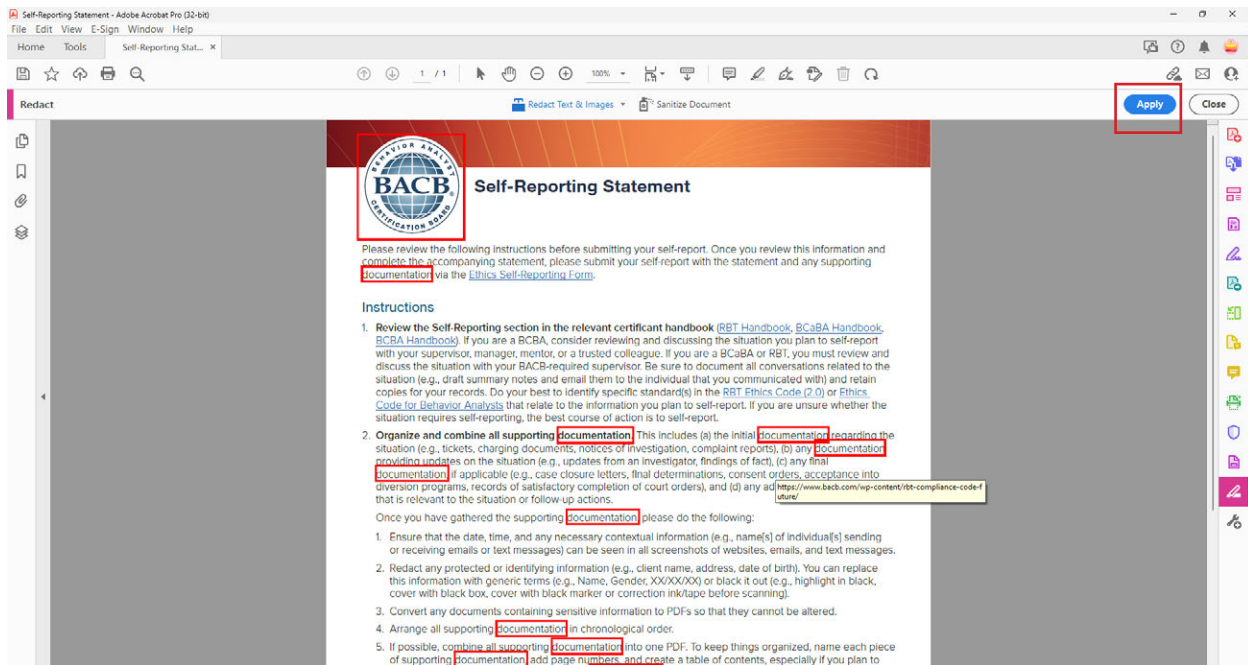 Self-Reporting Statement - Adobe Acrobat Pro (32-bit)
File Edit View E-Sign Window Help
Home Tools Self-Reporting Stat... ×
1 / 1 100%
Redact Redact Text & Images Sanitize Document Apply Close
BEHAVIOR ANALYST
BACB®
CERTIFICATION BOARD
Self-Reporting Statement
Please review the following instructions before submitting your self-report. Once you review this information and
complete the accompanying statement, please submit your self-report with the statement and any supporting
documentation via the Ethics Self-Reporting Form.
Instructions
1. Review the Self-Reporting section in the relevant certificant handbook (RBT Handbook, BCaBA Handbook,
BCBA Handbook). If you are a BCBA, consider reviewing and discussing the situation you plan to self-report
with your supervisor, manager, mentor, or a trusted colleague. If you are a BCaBA or RBT, you must review and
discuss the situation with your BACB-required supervisor. Be sure to document all conversations related to the
situation (e.g., draft summary notes and email them to the individual that you communicated with) and retain
copies for your records. Do your best to identify specific standard(s) in the RBT Ethics Code (2.0) or Ethics
Code for Behavior Analysts that relate to the information you plan to self-report. If you are unsure whether the
situation requires self-reporting, the best course of action is to self-report.
2. Organize and combine all supporting documentation. This includes (a) the initial documentation regarding the
situation (e.g., tickets, charging documents, notices of investigation, complaint reports), (b) any documentation
providing updates on the situation (e.g., updates from an investigator, findings of fact), (c) any final
documentation, if applicable (e.g., case closure letters, final determinations, consent orders, acceptance into
diversion programs, records of satisfactory completion of court orders), and (d) any ad
https://www.bacb.com/wp-content/rbt-compliance-code-f
uture/
that is relevant to the situation or follow-up actions.
Once you have gathered the supporting documentation, please do the following:
1. Ensure that the date, time, and any necessary contextual information (e.g., name[s] of individual[s] sending
or receiving emails or text messages) can be seen in all screenshots of websites, emails, and text messages.
2. Redact any protected or identifying information (e.g., client name, address, date of birth). You can replace
this information with generic terms (e.g., Name, Gender, XX/XX/XX) or black it out (e.g., highlight in black,
cover with black box, cover with black marker or correction ink/tape before scanning).
3. Convert any documents containing sensitive information to PDFs so that they cannot be altered.
4. Arrange all supporting documentation in chronological order.
5. If possible, combine all supporting documentation into one PDF. To keep things organized, name each piece
of supporting documentation, add page numbers, and create a table of contents, especially if you plan to